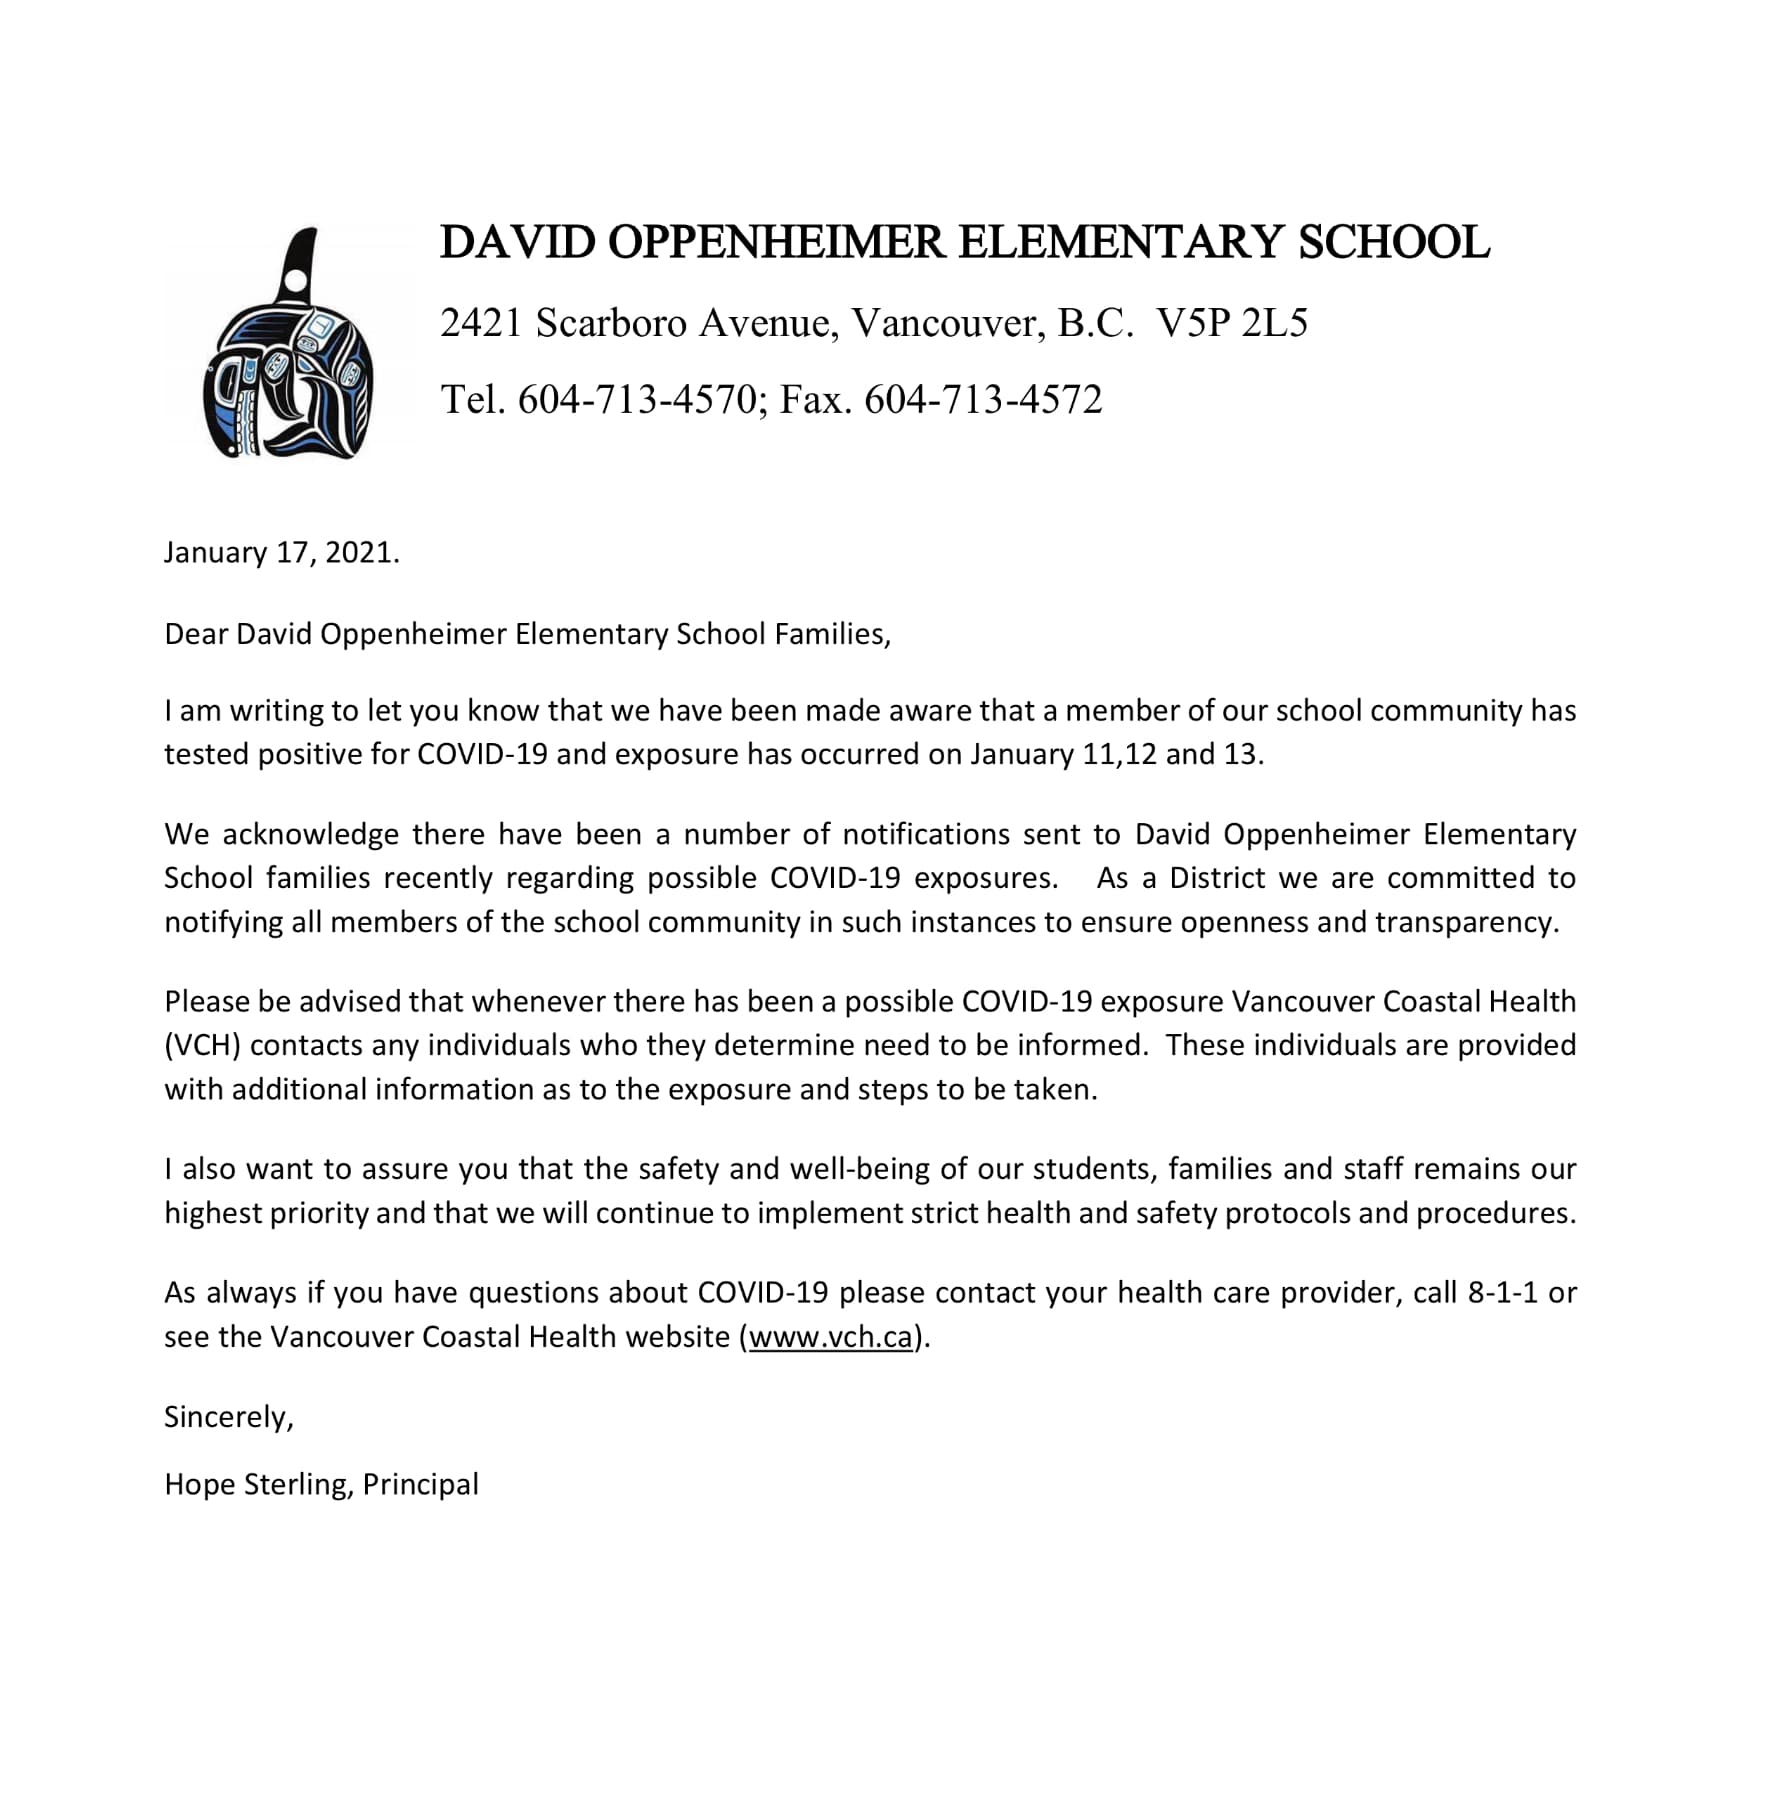 DAVID OPPENHEIMER ELEMENTARY SCHOOL
2421 Scarboro Avenue, Vancouver, B.C.  V5P 2L5
Tel. 604-713-4570; Fax. 604-713-4572
January 17, 2021.
Dear David Oppenheimer Elementary School Families,
I am writing to let you know that we have been made aware that a member of our school community has
tested positive for COVID-19 and exposure has occurred on January 11,12 and 13.
We acknowledge there have been a number of notifications sent to David Oppenheimer Elementary
School families recently regarding possible COVID-19 exposures.   As a District we are committed to
notifying all members of the school community in such instances to ensure openness and transparency.
Please be advised that whenever there has been a possible COVID-19 exposure Vancouver Coastal Health
(VCH) contacts any individuals who they determine need to be informed.  These individuals are provided
with additional information as to the exposure and steps to be taken.
I also want to assure you that the safety and well-being of our students, families and staff remains our
highest priority and that we will continue to implement strict health and safety protocols and procedures.
As always if you have questions about COVID-19 please contact your health care provider, call 8-1-1 or
see the Vancouver Coastal Health website (www.vch.ca).
Sincerely,
Hope Sterling, Principal